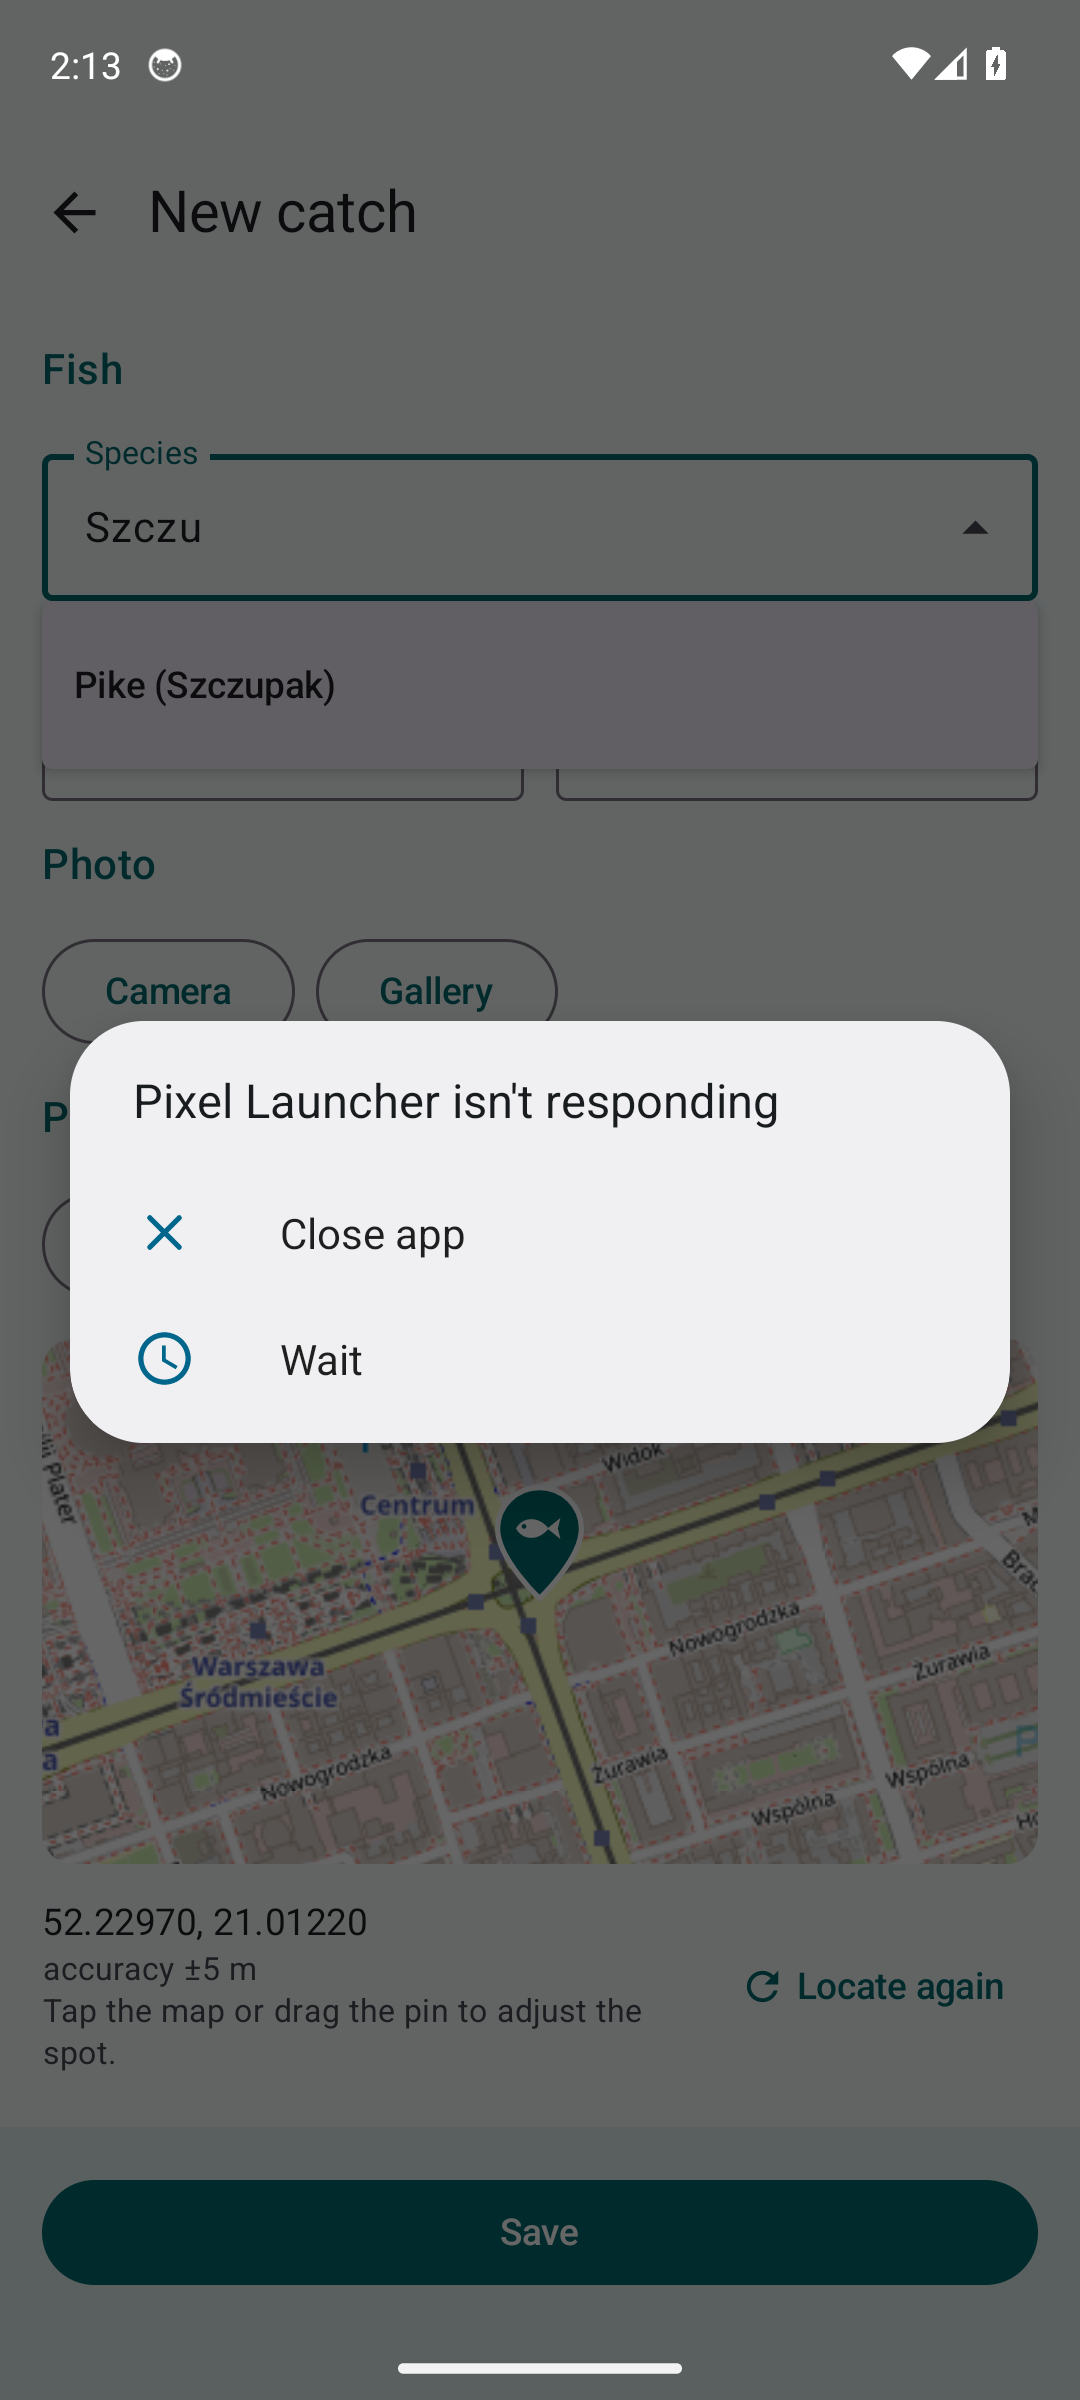 2:13
New catch
Fish
Species
Szczu
Pike (Szczupak)
Photo
Camera
Gallery
P
Pixel Launcher isn't responding
Close app
Wait
Widok
Centrum
Nowogrodzka
Żurawia
Warszawa
Śródmieście
a
a
Nowogrodzka
Żurawia
Wspólna
Wspólna
P
52.22970, 21.01220
accuracy ±5 m
Tap the map or drag the pin to adjust the
spot.
Locate again
Save